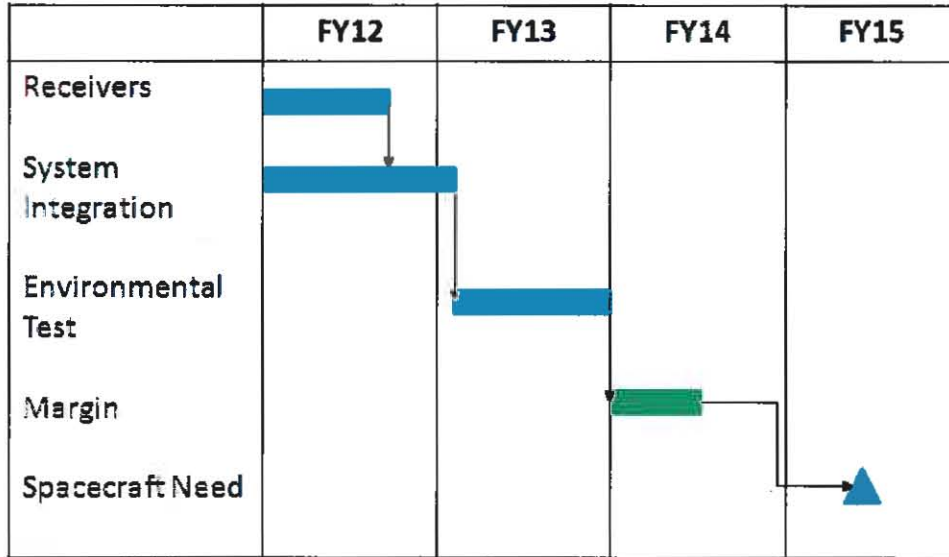 FY12 FY13 FY14 FY15
Receivers
System
Integration
Environmental
Test
Margin
Spacecraft Need